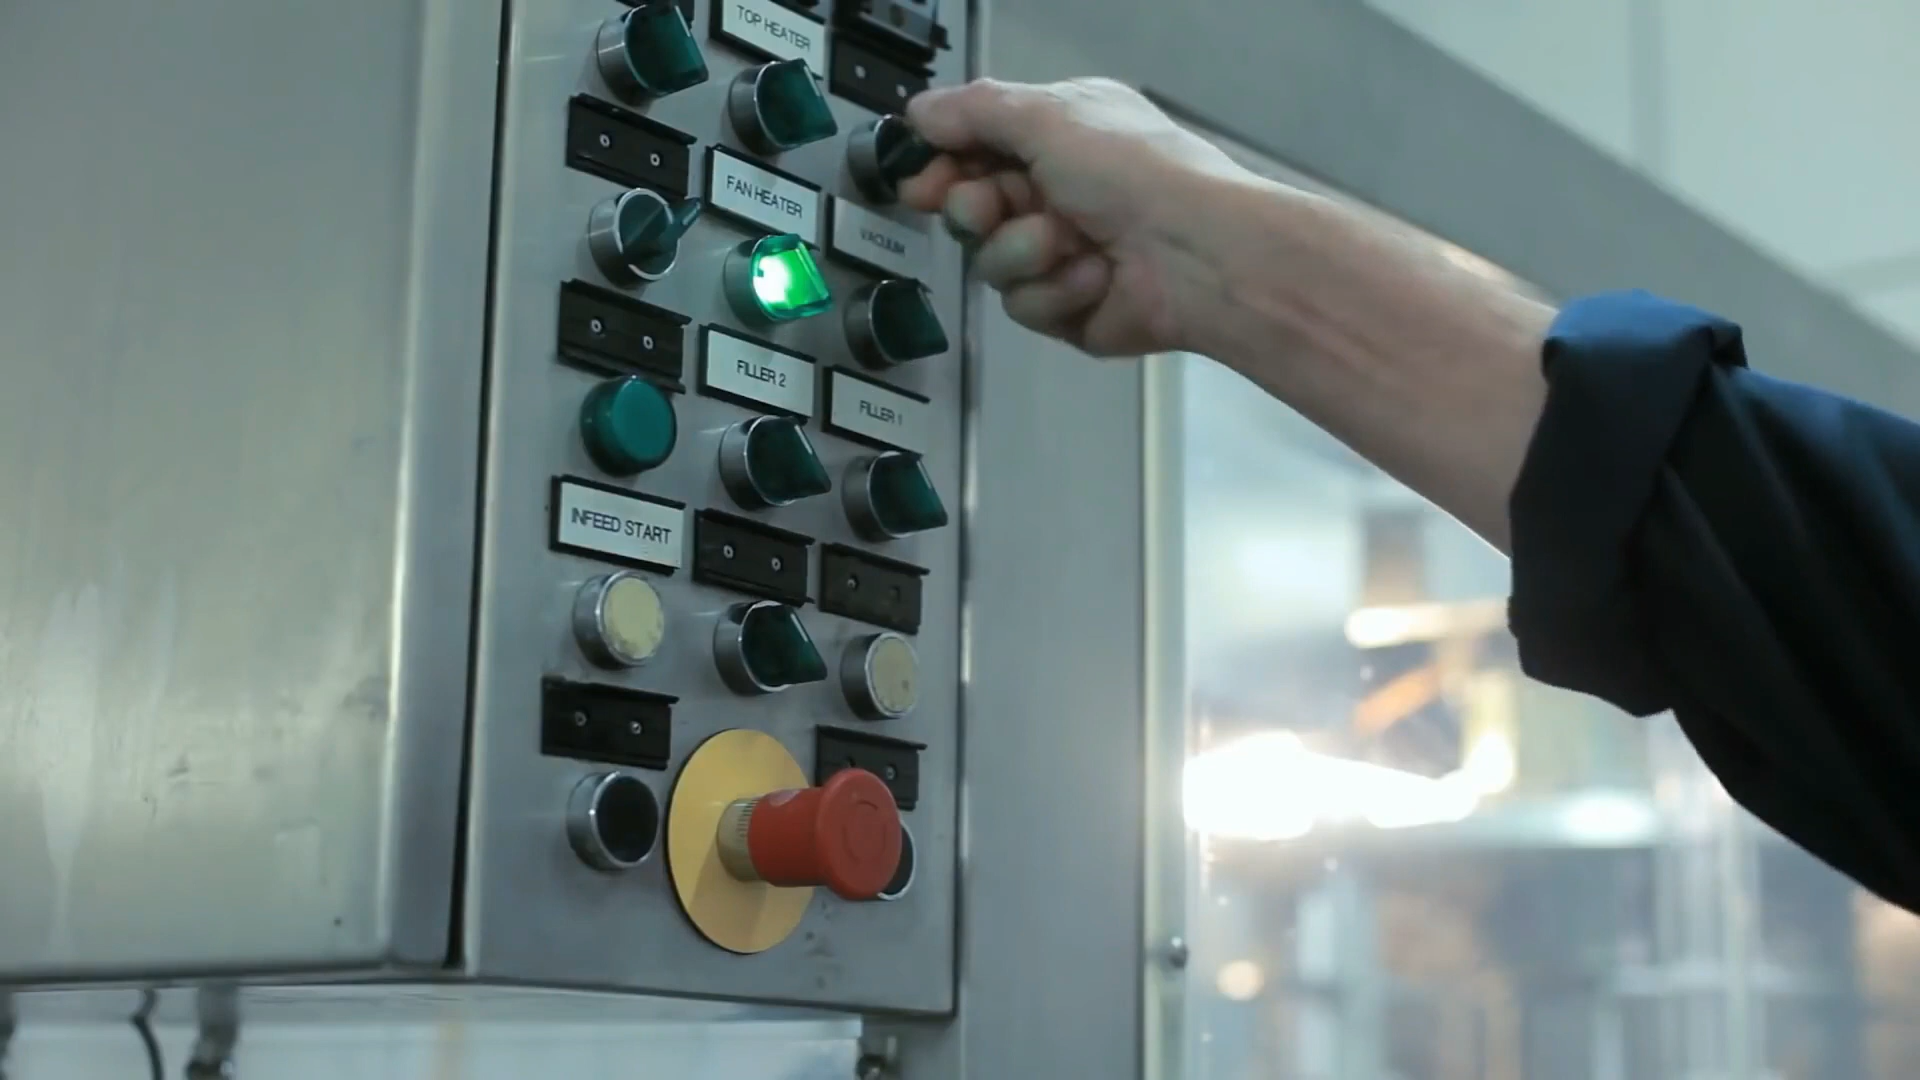 TOP HEATER
FAN HEATER
VACUUM
FILLER 2
FILLER 1
INFEED START